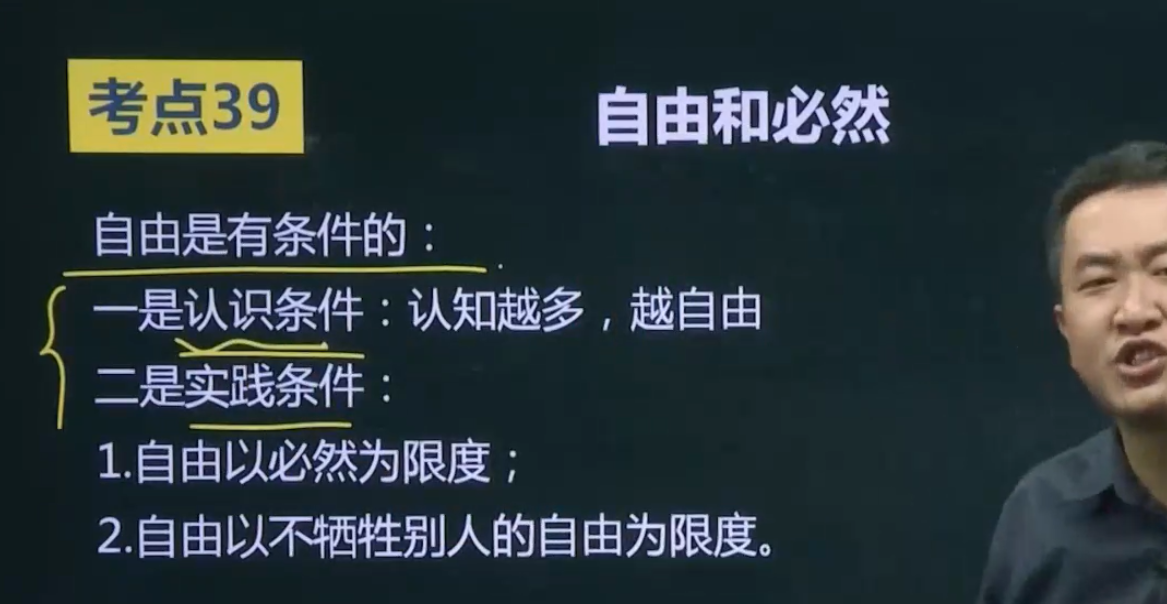 考点39
自由和必然
自由是有条件的：
一是认识条件：认知越多，越自由
二是实践条件：
1.自由以必然为限度；
2.自由以不牺牲别人的自由为限度。